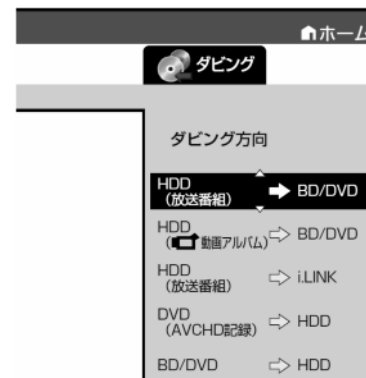 ホーム
ダビング
ダビング方向
HDD
(放送番組) ➡ BD/DVD
HDD
(動画アルバム) ⇨ BD/DVD
HDD
(放送番組) ⇨ i.LINK
DVD
(AVCHD記録) ⇨ HDD
BD/DVD ⇨ HDD